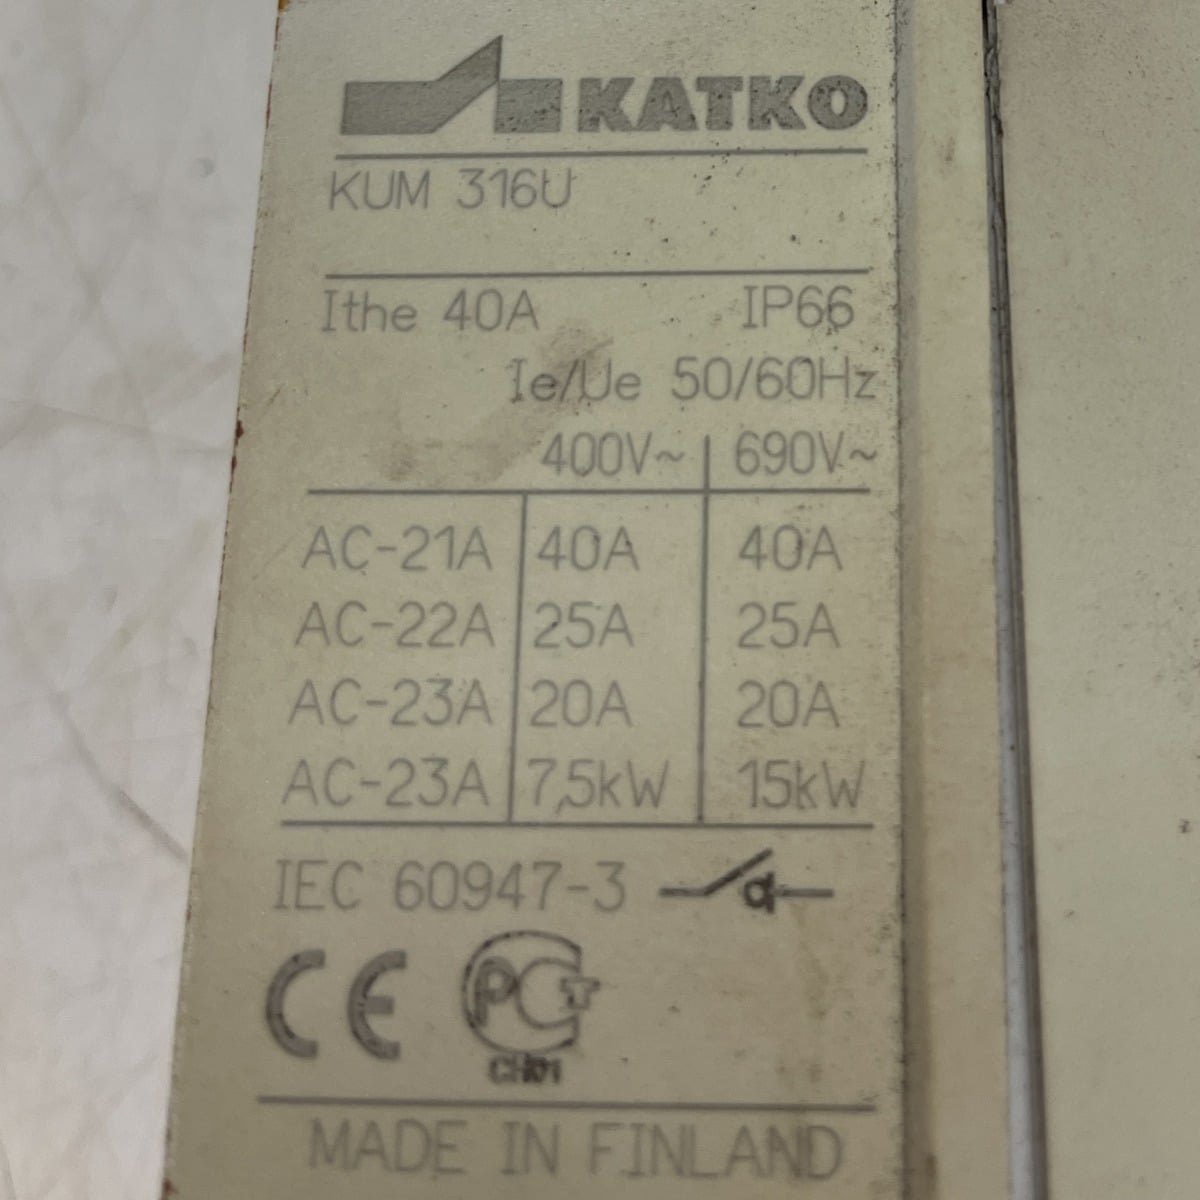 KATKO
KUM 316U
Ithe 40A IP66
Ie/Ue 50/60Hz
400V~ 690V~
AC-21A 40A 40A
AC-22A 25A 25A
AC-23A 20A 20A
AC-23A 7,5kW 15kW
IEC 60947-3
CE PCT
CH01
MADE IN FINLAND